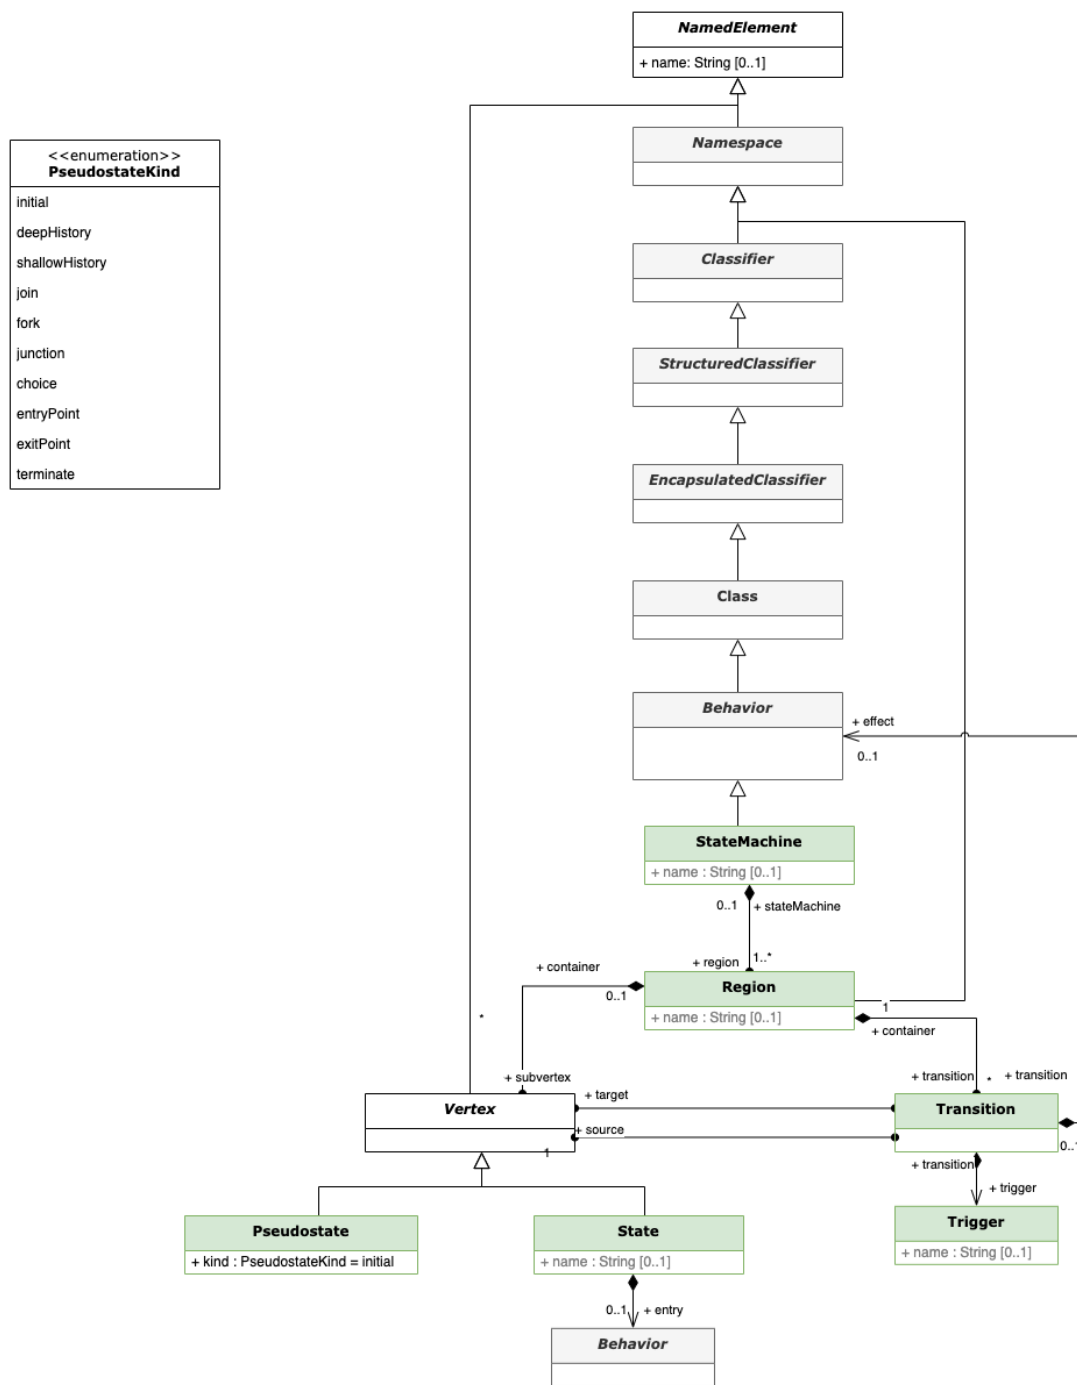 NamedElement
+ name: String [0..1]
<<enumeration>>
PseudostateKind
initial
deepHistory
shallowHistory
join
fork
junction
choice
entryPoint
exitPoint
terminate
Namespace
Classifier
StructuredClassifier
EncapsulatedClassifier
Class
Behavior
+ effect
0..1
StateMachine
+ name : String [0..1]
0..1
+ stateMachine
+ region
1..*
+ container
0..1
Region
+ name : String [0..1]
1
+ container
*
+ subvertex
+ transition
*
+ transition
Vertex
+ target
+ source
1
Transition
0..1
+ transition
+ trigger
Trigger
+ name : String [0..1]
Pseudostate
+ kind : PseudostateKind = initial
State
+ name : String [0..1]
0..1
+ entry
Behavior